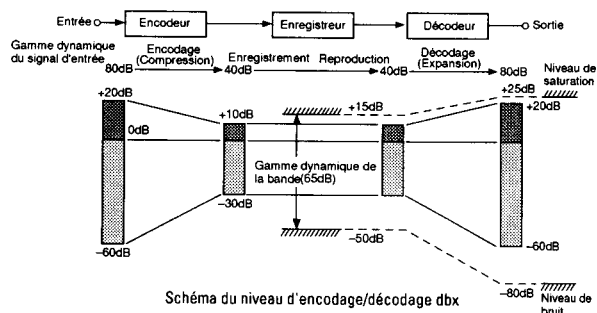 Entrée
Encodeur
Enregistreur
Décodeur
Sortie
Gamme dynamique
du signal d'entrée
80dB
Encodage
(Compression)
40dB
Enregistrement
Reproduction
40dB
Décodage
(Expansion)
80dB
Niveau de
saturation
+20dB
+10dB
+15dB
+25dB
+20dB
0dB
Gamme dynamique de
la bande(65dB)
−30dB
−60dB
−50dB
−60dB
−80dB
Niveau de
bruit
Schéma du niveau d'encodage/décodage dbx